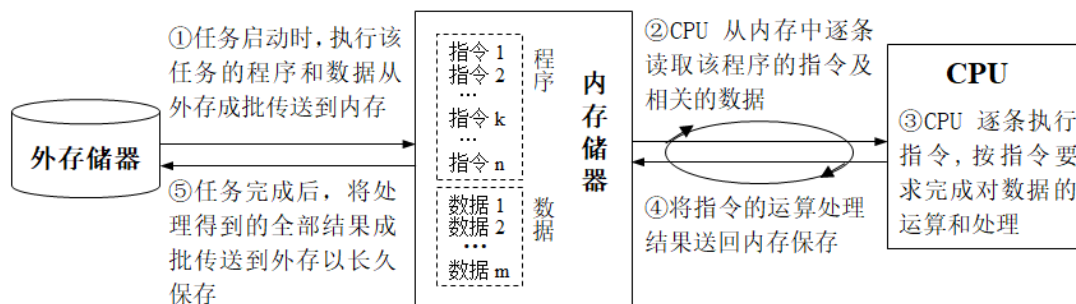 ①任务启动时，执行该
任务的程序和数据从
外存成批传送到内存
外存储器
⑤任务完成后，将处
理得到的全部结果成
批传送到外存以长久
保存
指令 1
指令 2
…
指令 k
…
指令 n
程序
数据 1
数据 2
…
数据 m
数据
内存储器
②CPU 从内存中逐条
读取该程序的指令及
相关的数据
④将指令的运算处理
结果送回内存保存
CPU
③CPU 逐条执行
指令，按指令要
求完成对数据的
运算和处理